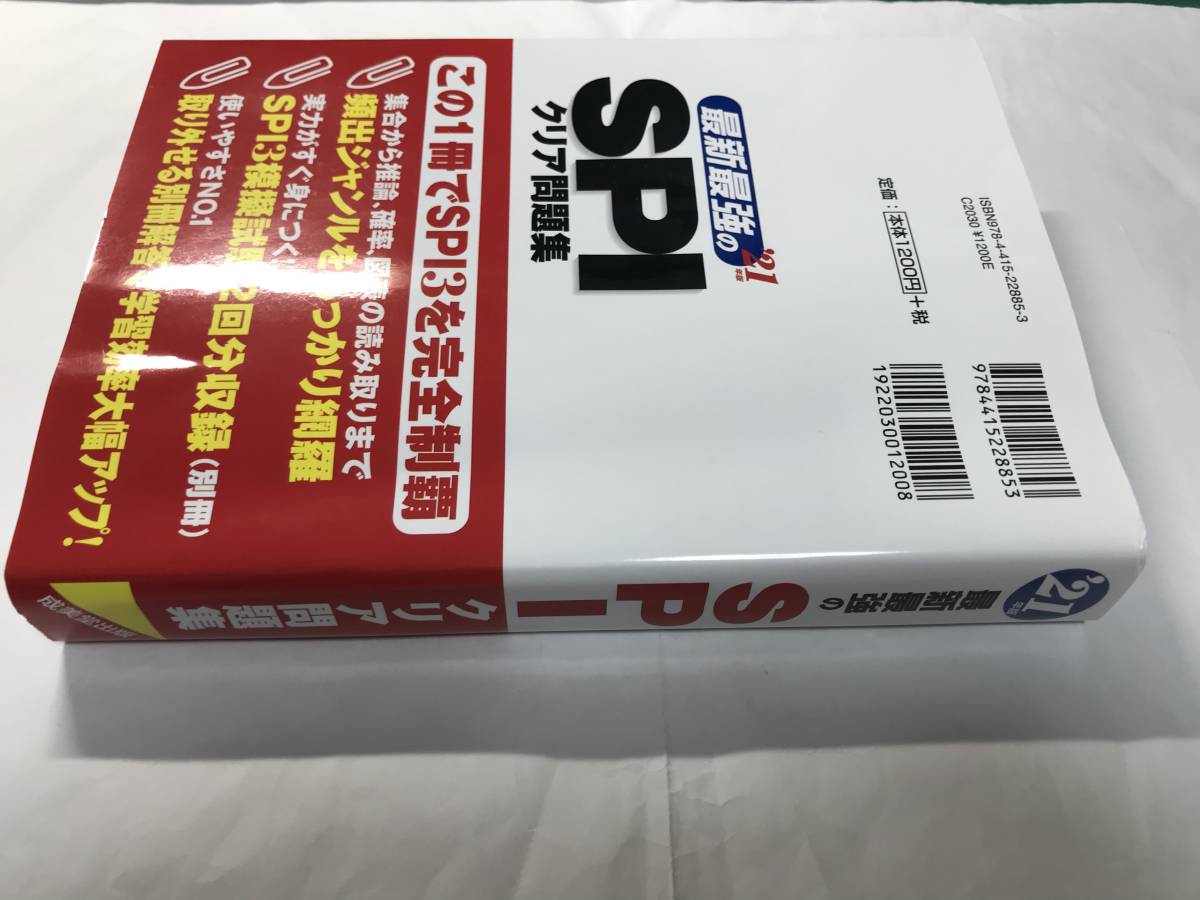 最新最強の
'21
年版
SPI
クリア問題集
この1冊でSPI3を完全制覇
集合から推論、確率、図表の読み取りまで
頻出ジャンルをしっかり網羅
実力がすぐ身につく
SPI3模擬試験2回分収録(別冊)
使いやすさNO.1
取り外せる別冊解答で学習効率大幅アップ!
ISBN978-4-415-22885-3
C2030 ¥1200E
定価:本体1200円+税
9784415228853
1922030012008
'21
年版
最新最強の
SPI
クリア問題集
成美堂出版